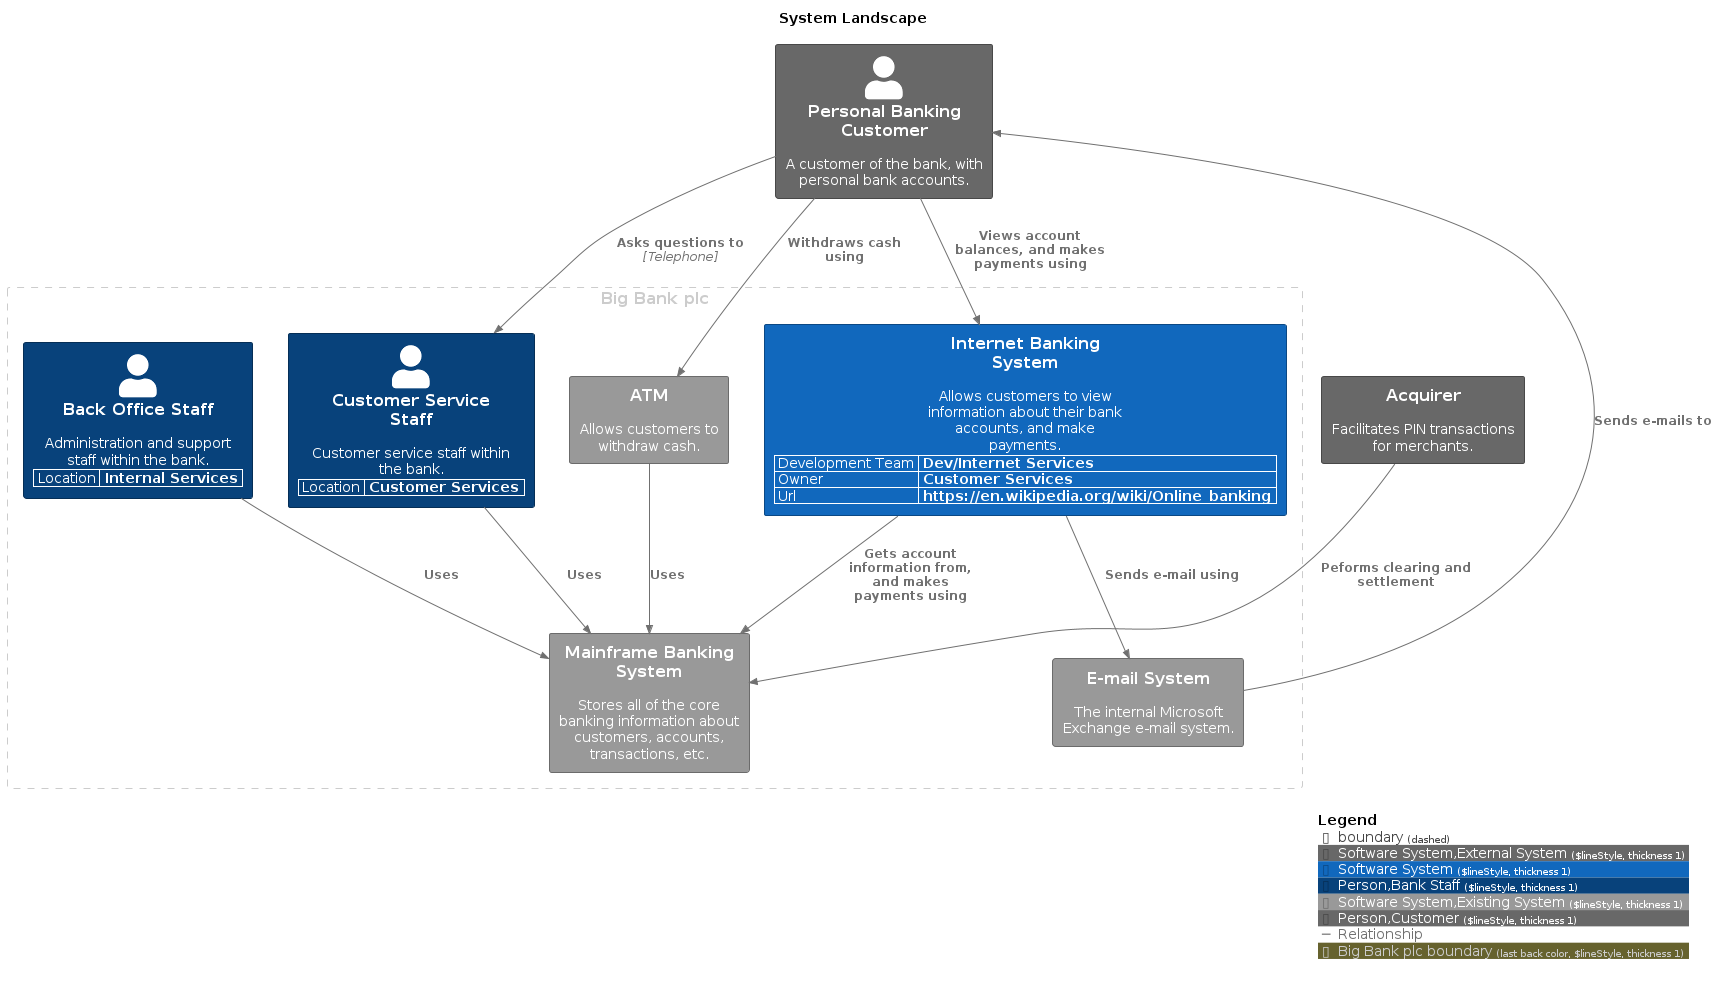 System Landscape
Personal Banking
Customer
A customer of the bank, with
personal bank accounts.
Asks questions to
[Telephone]
Withdraws cash
using
Views account
balances, and makes
payments using
Big Bank plc
Back Office Staff
Administration and support
staff within the bank.
Location Internal Services
Customer Service
Staff
Customer service staff within
the bank.
Location Customer Services
ATM
Allows customers to
withdraw cash.
Internet Banking
System
Allows customers to view
information about their bank
accounts, and make
payments.
Development Team Dev/Internet Services
Owner Customer Services
Url https://en.wikipedia.org/wiki/Online_banking
Acquirer
Facilitates PIN transactions
for merchants.
Sends e-mails to
Uses
Uses
Uses
Gets account
information from,
and makes
payments using
Sends e-mail using
Peforms clearing and
settlement
Mainframe Banking
System
Stores all of the core
banking information about
customers, accounts,
transactions, etc.
E-mail System
The internal Microsoft
Exchange e-mail system.
Legend
boundary (dashed)
Software System,External System ($lineStyle, thickness 1)
Software System ($lineStyle, thickness 1)
Person,Bank Staff ($lineStyle, thickness 1)
Software System,Existing System ($lineStyle, thickness 1)
Person,Customer ($lineStyle, thickness 1)
Relationship
Big Bank plc boundary (last back color, $lineStyle, thickness 1)